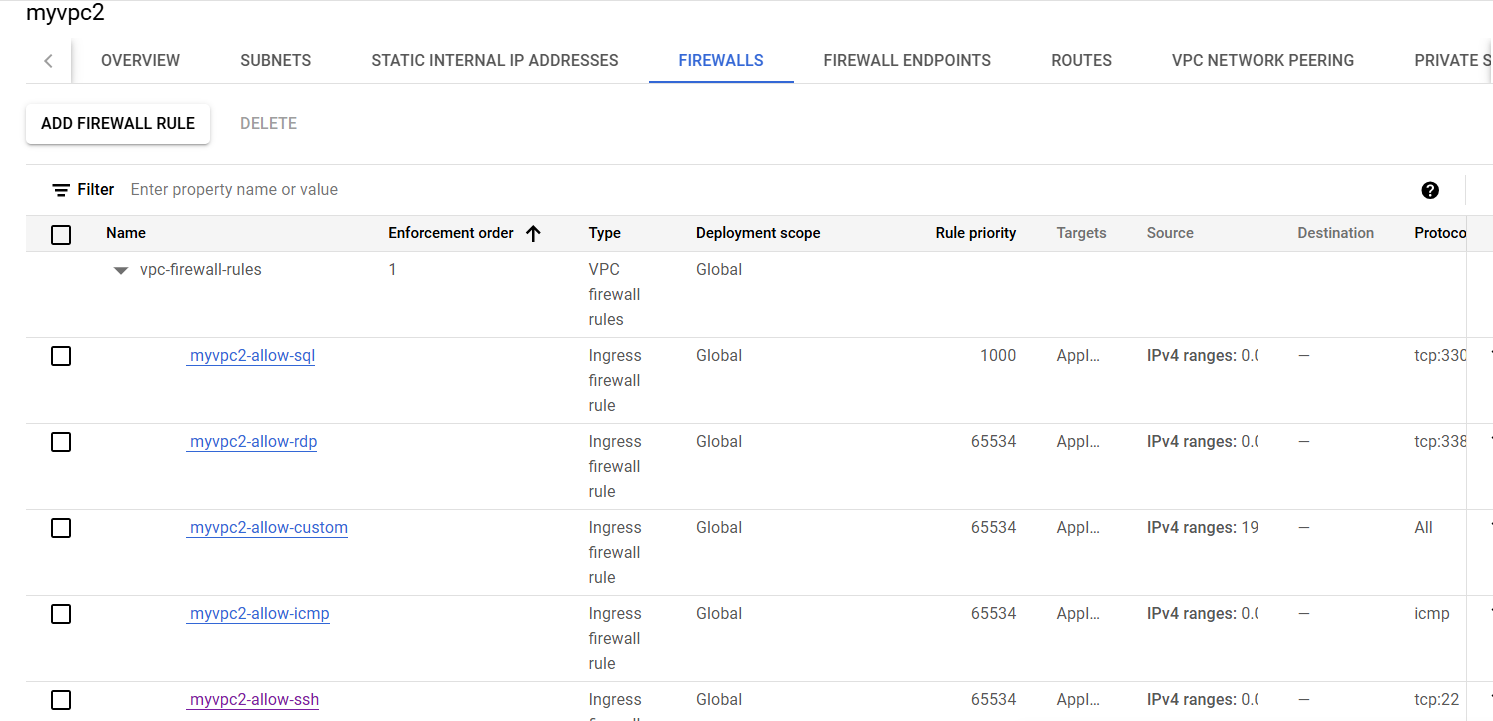 myvpc2
OVERVIEW SUBNETS STATIC INTERNAL IP ADDRESSES FIREWALLS FIREWALL ENDPOINTS ROUTES VPC NETWORK PEERING PRIVATE S
ADD FIREWALL RULE DELETE
Filter Enter property name or value
Name Enforcement order Type Deployment scope Rule priority Targets Source Destination Protoco
vpc-firewall-rules 1 VPC Global
firewall
rules
myvpc2-allow-sql Ingress Global 1000 Appl... IPv4 ranges: 0.0 — tcp:330
firewall
rule
myvpc2-allow-rdp Ingress Global 65534 Appl... IPv4 ranges: 0.0 — tcp:338
firewall
rule
myvpc2-allow-custom Ingress Global 65534 Appl... IPv4 ranges: 19 — All
firewall
rule
myvpc2-allow-icmp Ingress Global 65534 Appl... IPv4 ranges: 0.0 — icmp
firewall
rule
myvpc2-allow-ssh Ingress Global 65534 Appl... IPv4 ranges: 0.0 — tcp:22